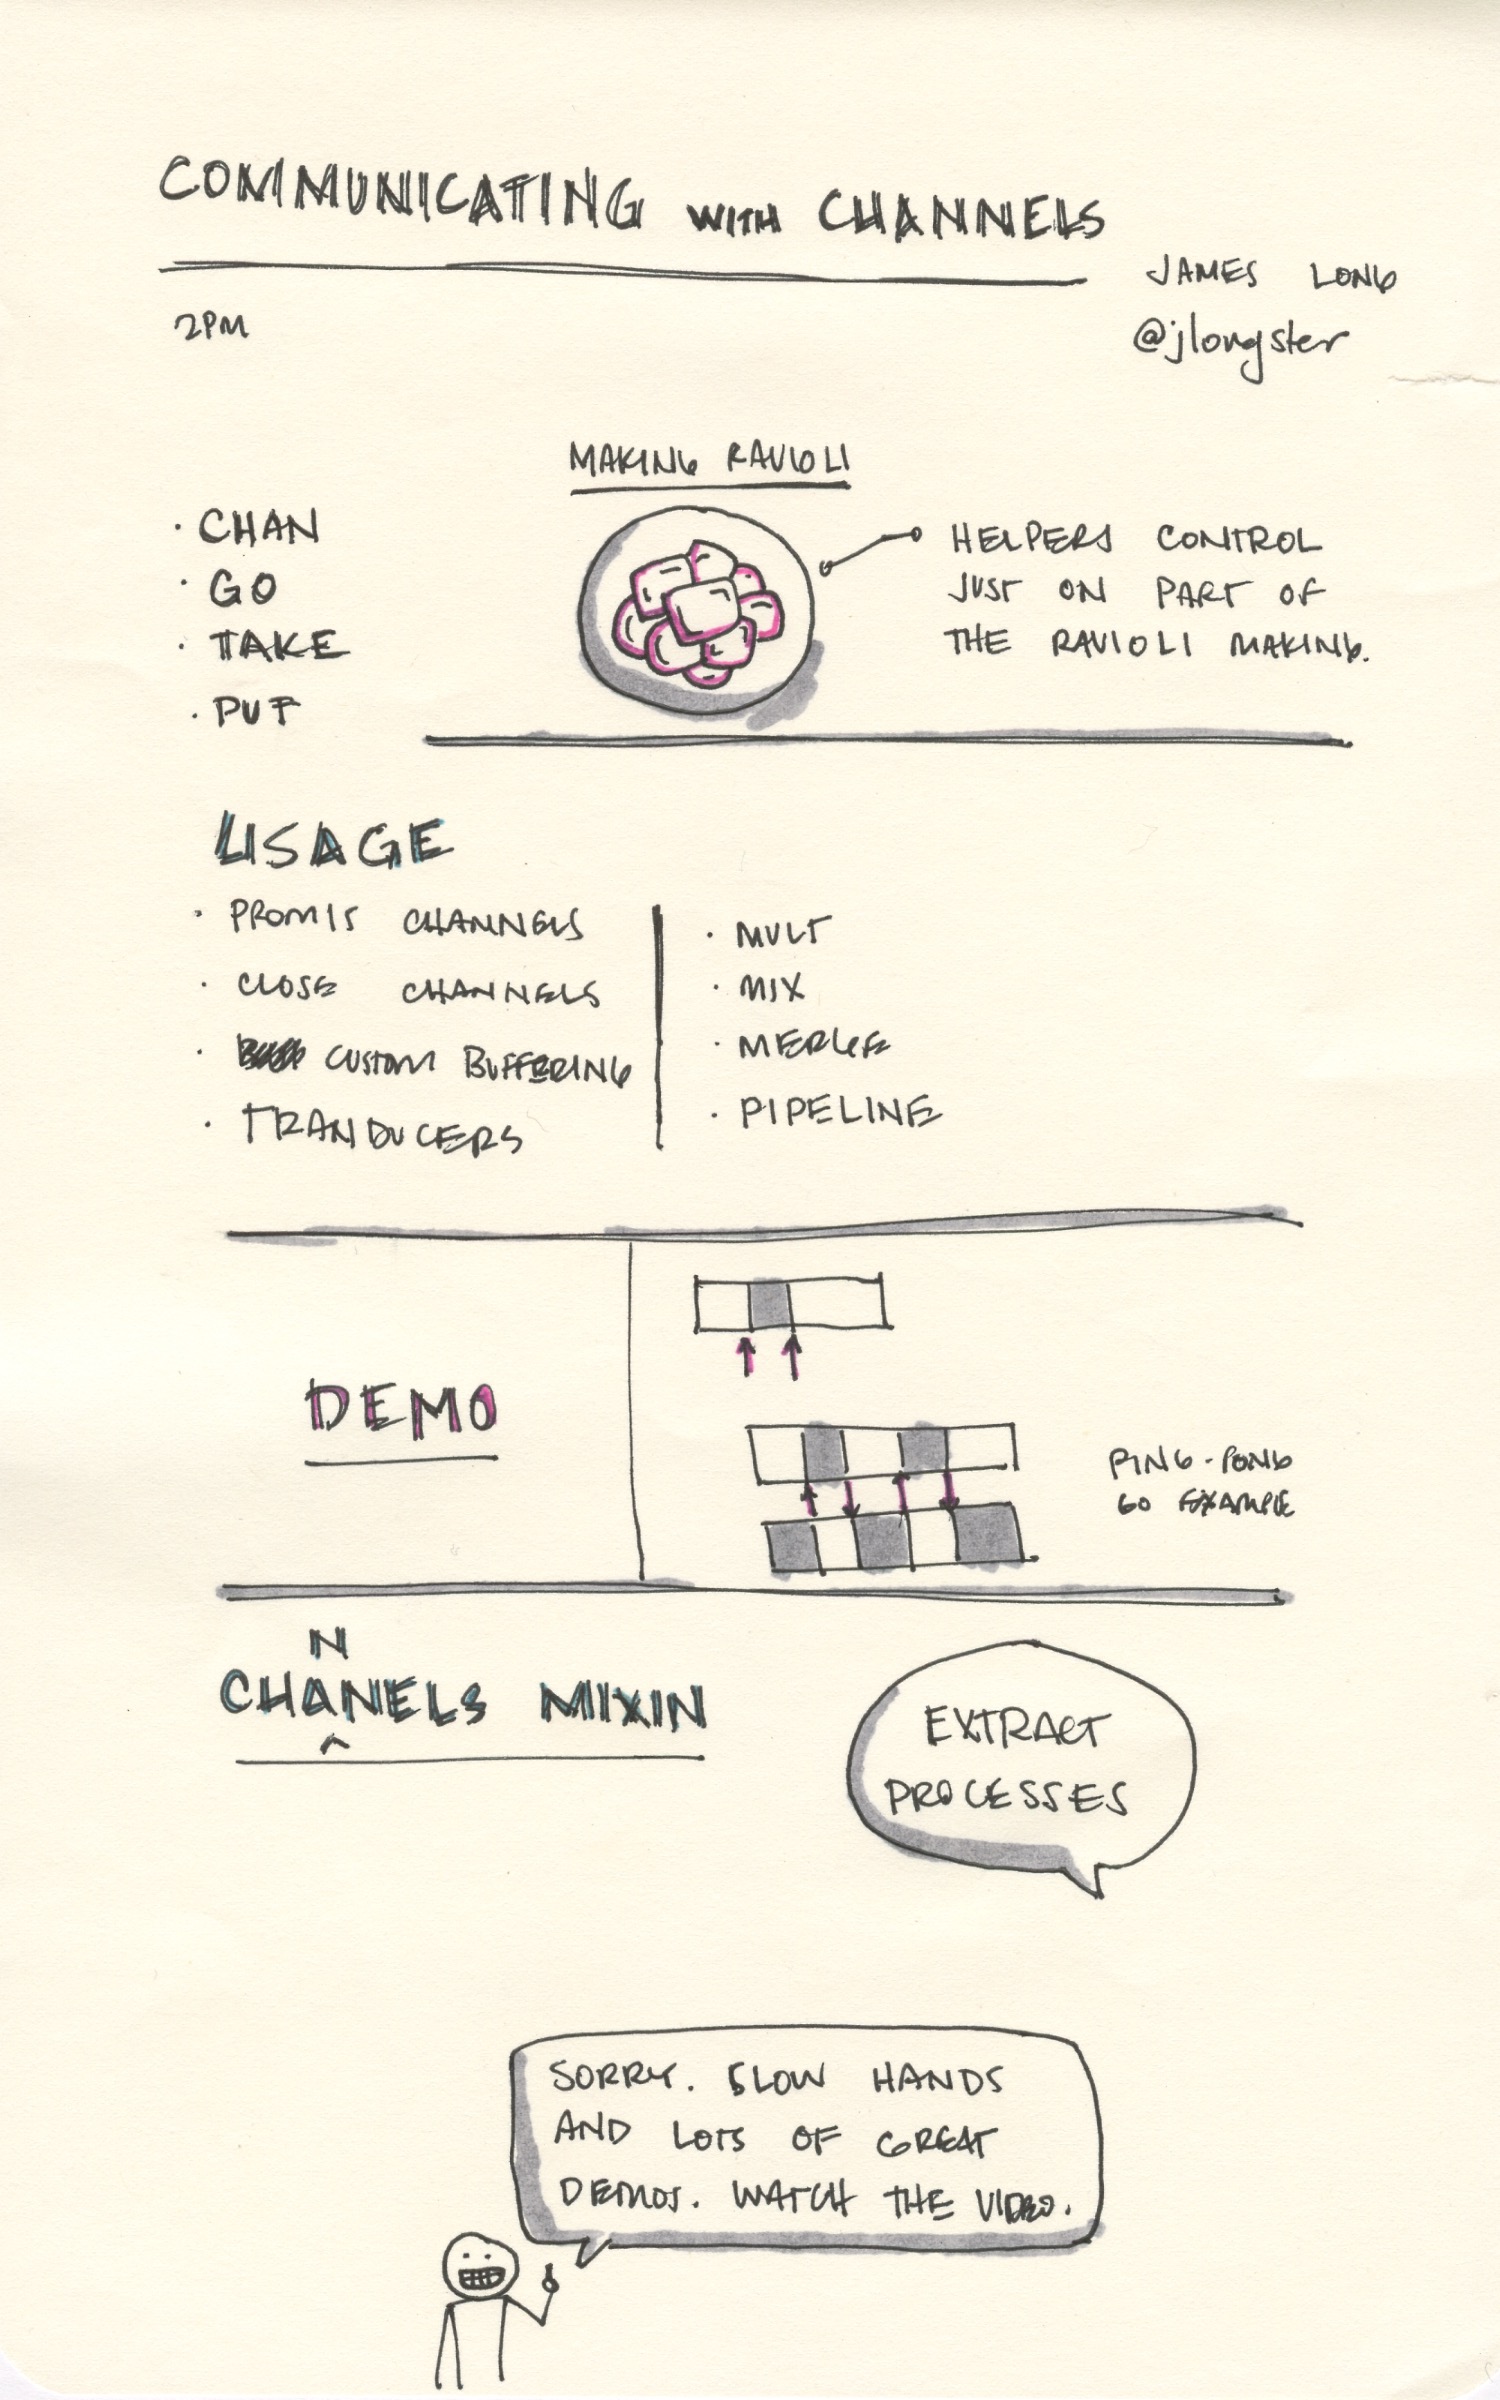 COMMUNICATING WITH CHANNELS
JAMES LONG
@jlongster
2PM
· CHAN
· GO
· TAKE
· PUT
MAKING RAVIOLI
HELPERS CONTROL
JUST ON PART OF
THE RAVIOLI MAKING.
USAGE
· PROMIS CHANNELS
· CLOSE CHANNELS
· CUSTOM BUFFERING
· TRANDUCERS
· MULT
· MIX
· MERGE
· PIPELINE
DEMO
PING-PONG
GO EXAMPLE
N
CHANELS MIXIN
^
EXTRACT
PROCESSES
SORRY. SLOW HANDS
AND LOTS OF GREAT
DEMOS. WATCH THE VIDEO.